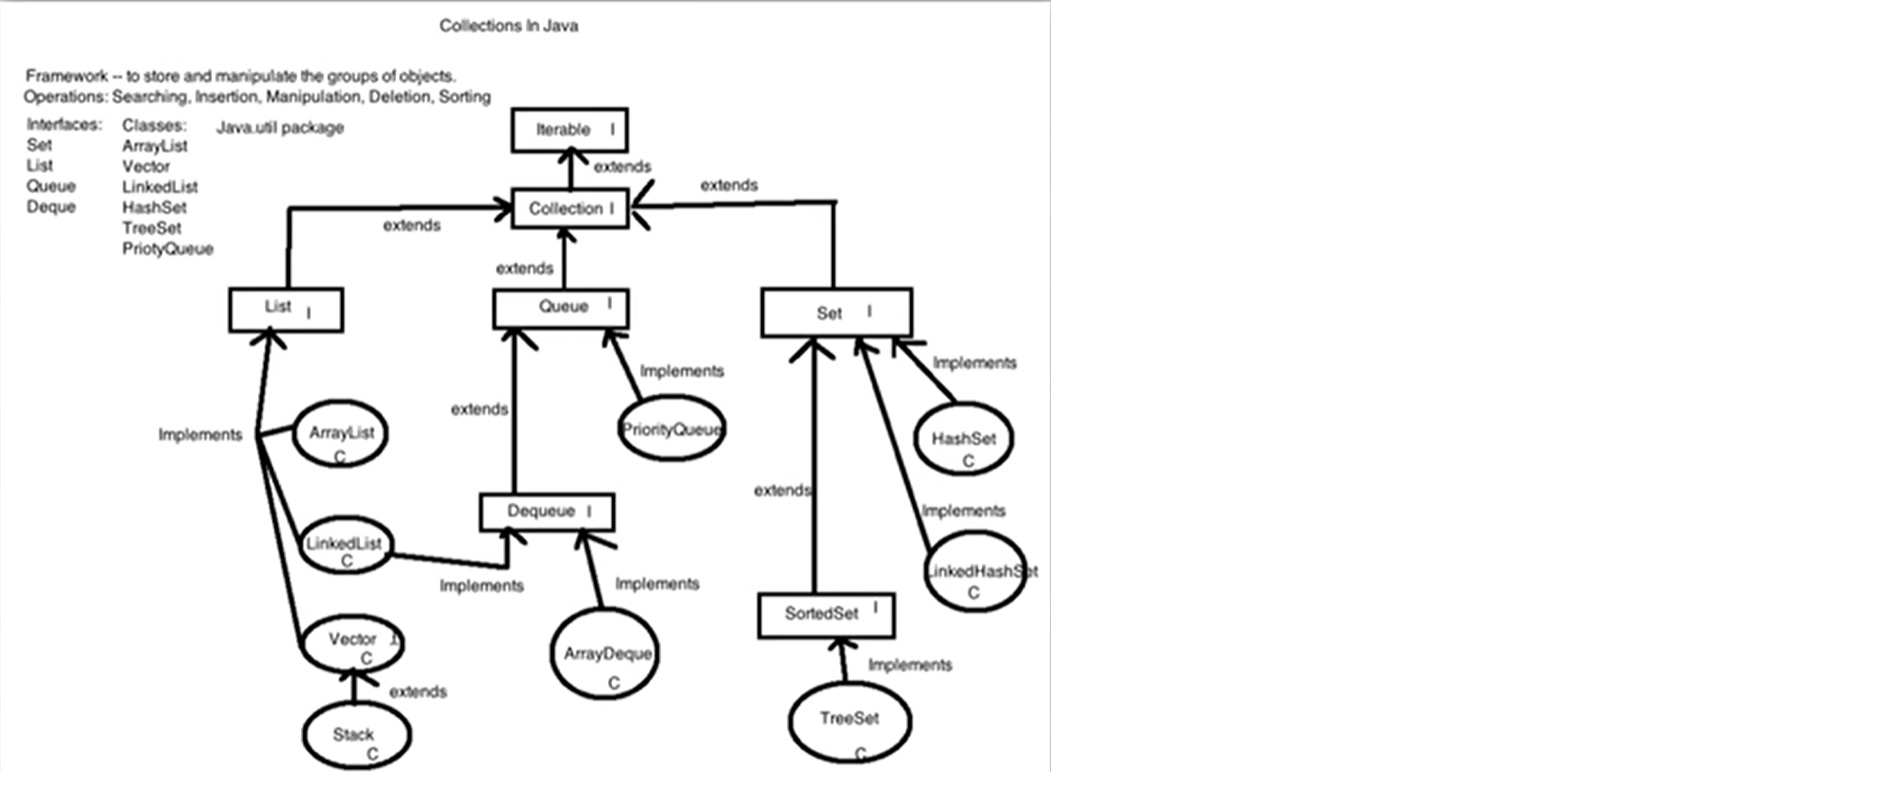 Collections In Java
Framework -- to store and manipulate the groups of objects.
Operations: Searching, Insertion, Manipulation, Deletion, Sorting
Interfaces: Classes: Java.util package
Set ArrayList
List Vector
Queue LinkedList
Deque HashSet
TreeSet
PriotyQueue
Iterable I
extends
Collection I
extends
extends
extends
List I
Queue I
Set I
Implements
ArrayList
C
LinkedList
C
Vector
C
extends
Stack
C
extends
Implements
PriorityQueue
Dequeue I
Implements
Implements
ArrayDeque
C
Implements
HashSet
C
Implements
LinkedHashSet
C
extends
SortedSet I
Implements
TreeSet
C